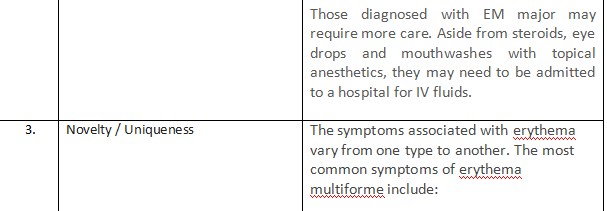 Those diagnosed with EM major may
require more care. Aside from steroids, eye
drops and mouthwashes with topical
anesthetics, they may need to be admitted
to a hospital for IV fluids.
3. Novelty / Uniqueness The symptoms associated with erythema
vary from one type to another. The most
common symptoms of erythema
multiforme include: